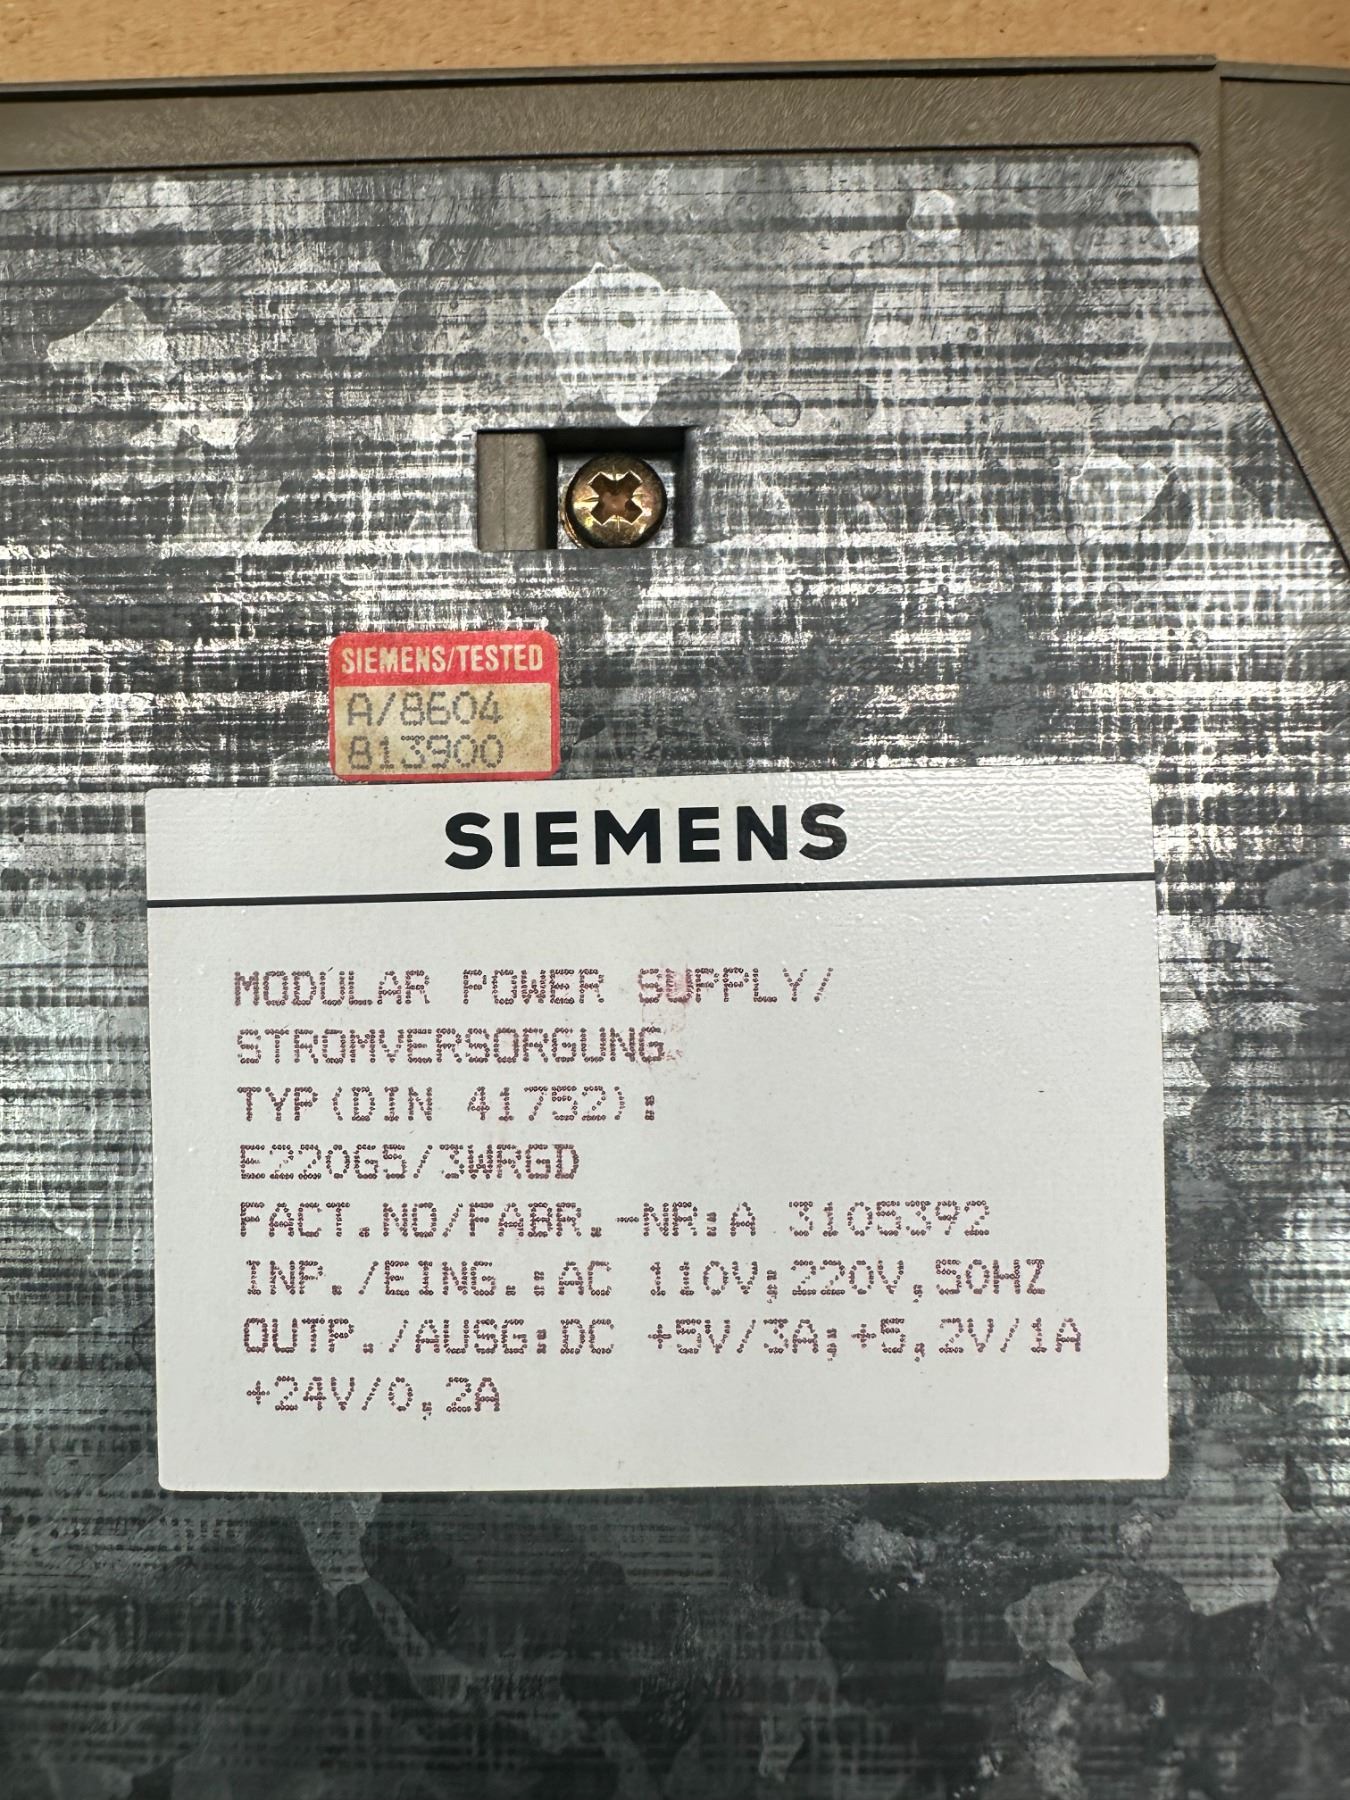 SIEMENS/TESTED
A/8604
813900
SIEMENS
MODULAR POWER SUPPLY/
STROMVERSORGUNG
TYP(DIN 41752):
E220G5/3WRGD
FACT.NO/FABR.-NR:A 3105392
INP./EING.:AC 110V;220V,50HZ
OUTP./AUSG:DC +5V/3A;+5,2V/1A
+24V/0,2A